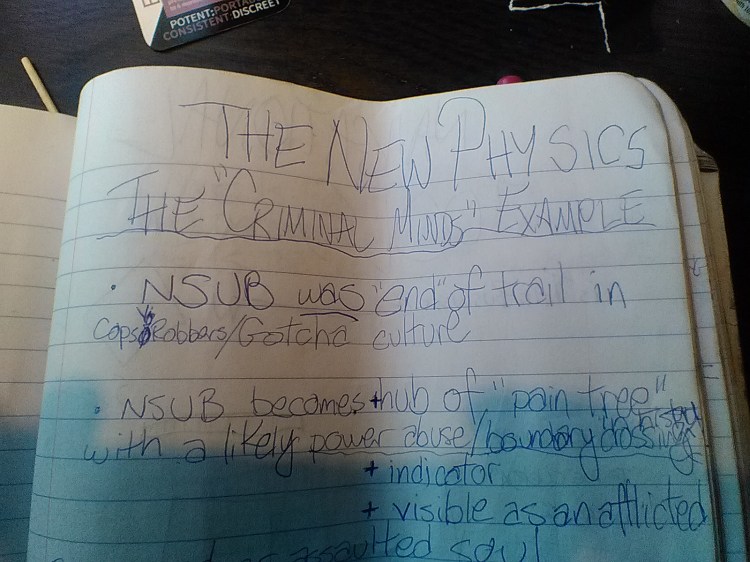 POTENT:PORTA
CONSISTENT:DISCREET
THE NEW PHYSICS
THE "CRIMINAL MINDS" EXAMPLE
• NSUB was "end" of trail in
Cops & Robbers/Gotcha culture
• NSUB becomes + hub of "pain tree"
with a likely power abuse/boundary crossing
+ indicator
+ visible as an afflicted
assaulted soul